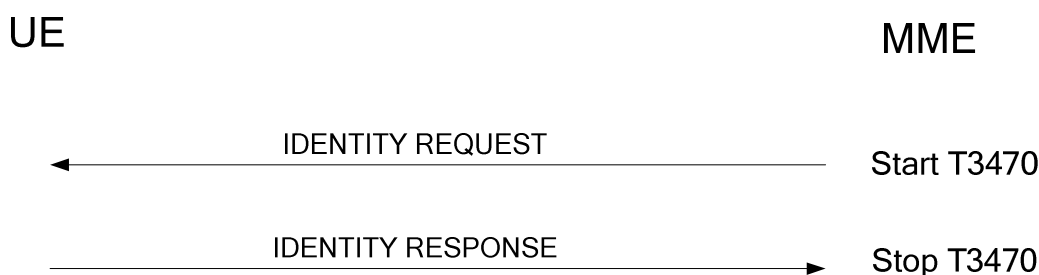 UE
MME
IDENTITY REQUEST
Start T3470
IDENTITY RESPONSE
Stop T3470